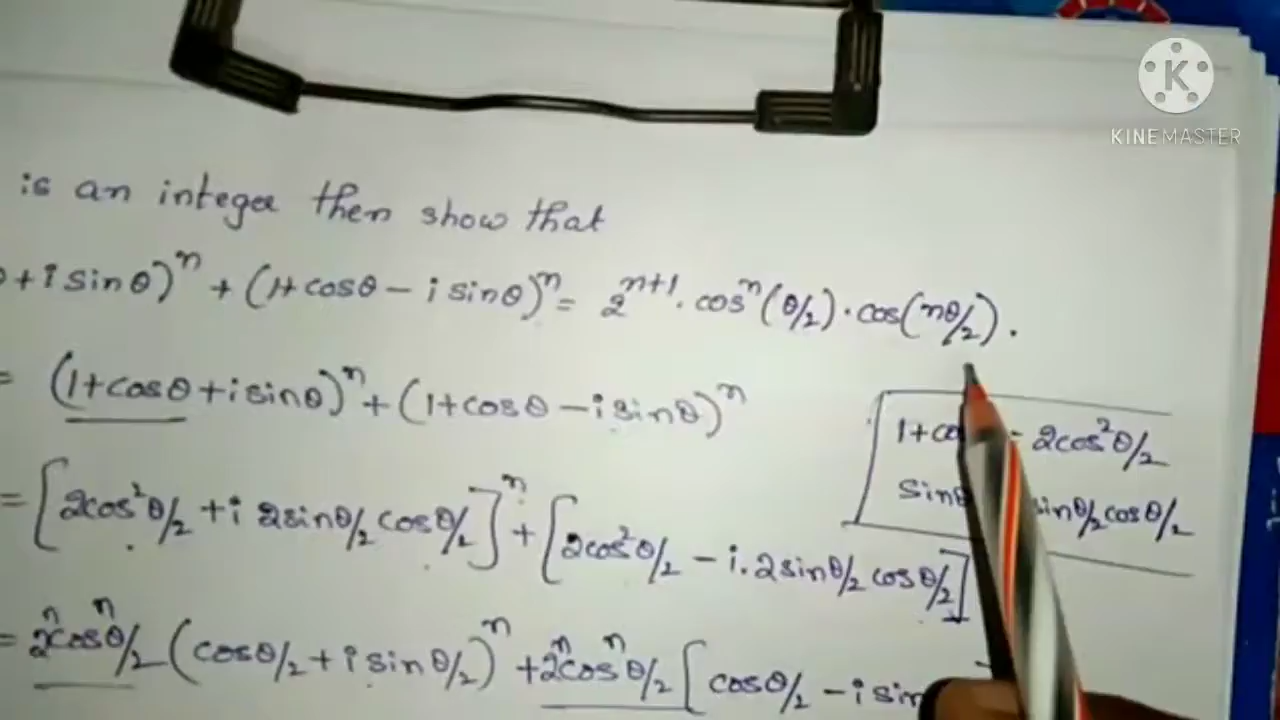 KINEMASTER
is an integer then show that
+ i sinθ)ⁿ + (1+cosθ - i sinθ)ⁿ = 2ⁿ⁺¹ . cosⁿ(θ/2) . cos(nθ/2) .
= (1+cosθ + i sinθ)ⁿ + (1+cosθ - i sinθ)ⁿ
1+co = 2cos²θ/2
sinθ sinθ/2 cosθ/2
= [2cos²θ/2 + i 2sinθ/2 cosθ/2]ⁿ + [2cos²θ/2 - i.2sinθ/2 cosθ/2]
= 2ⁿcosⁿθ/2 (cosθ/2 + i sinθ/2)ⁿ + 2ⁿcosⁿθ/2 [cosθ/2 - i sin